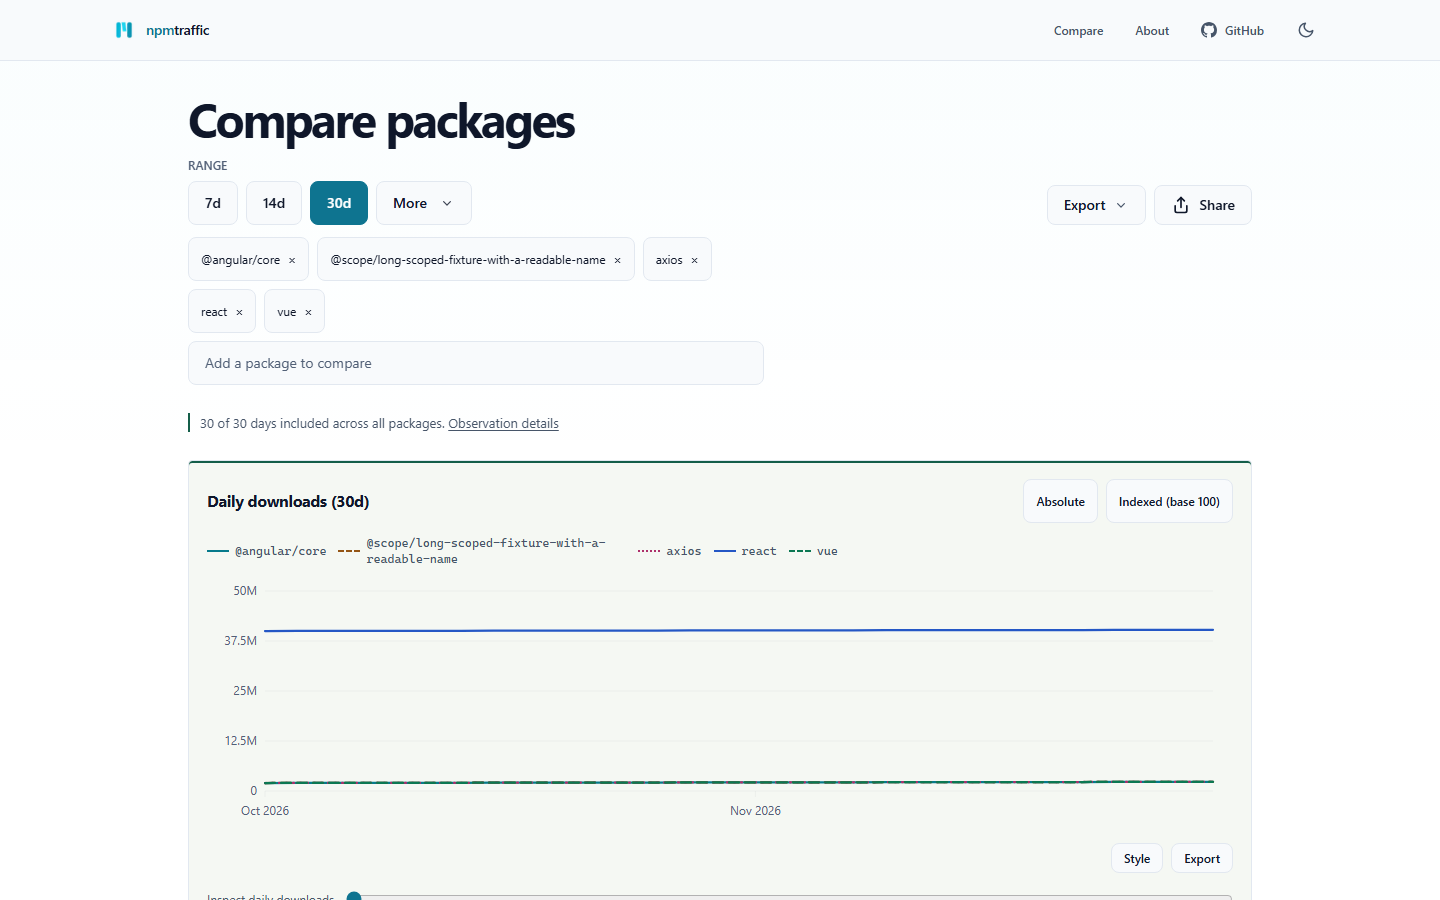 npmtraffic
Compare About GitHub
Compare packages
RANGE
7d 14d 30d More
Export Share
@angular/core × @scope/long-scoped-fixture-with-a-readable-name × axios ×
react × vue ×
Add a package to compare
30 of 30 days included across all packages. Observation details
Daily downloads (30d)
Absolute Indexed (base 100)
@angular/core @scope/long-scoped-fixture-with-a-
readable-name axios react vue
50M
37.5M
25M
12.5M
0
Oct 2026 Nov 2026
Style Export
Inspect daily downloads